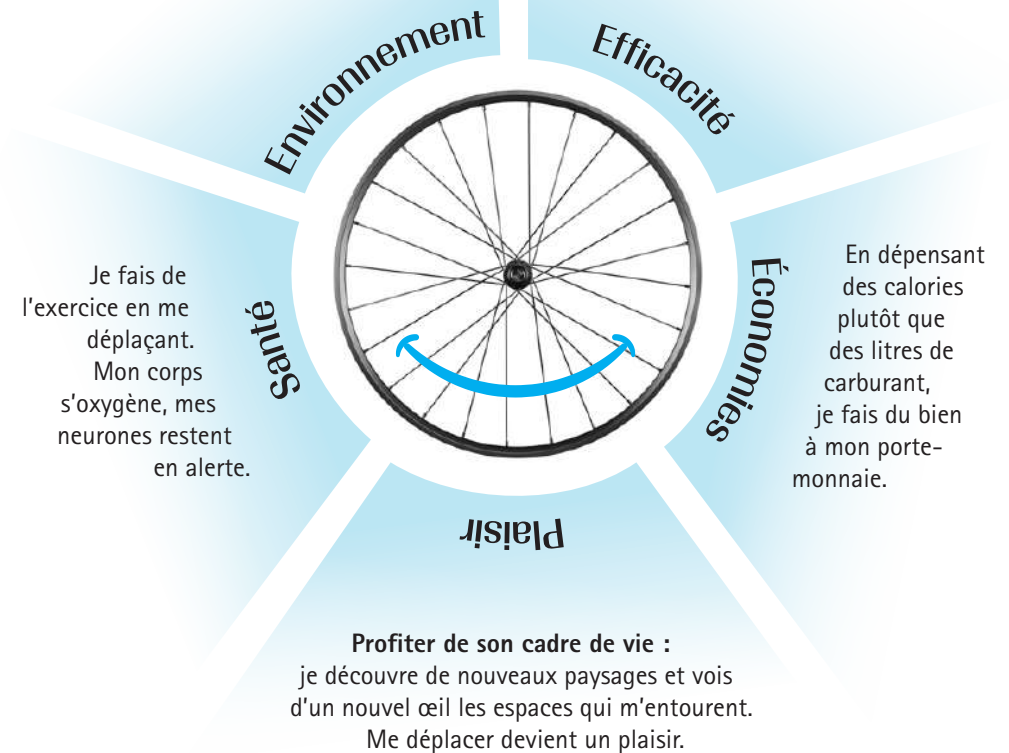 Environnement
Efficacité
Je fais de
l'exercice en me
déplaçant.
Mon corps
s'oxygène, mes
neurones restent
en alerte.
Santé
Économies
En dépensant
des calories
plutôt que
des litres de
carburant,
je fais du bien
à mon porte-
monnaie.
Plaisir
Profiter de son cadre de vie :
je découvre de nouveaux paysages et vois
d'un nouvel œil les espaces qui m'entourent.
Me déplacer devient un plaisir.